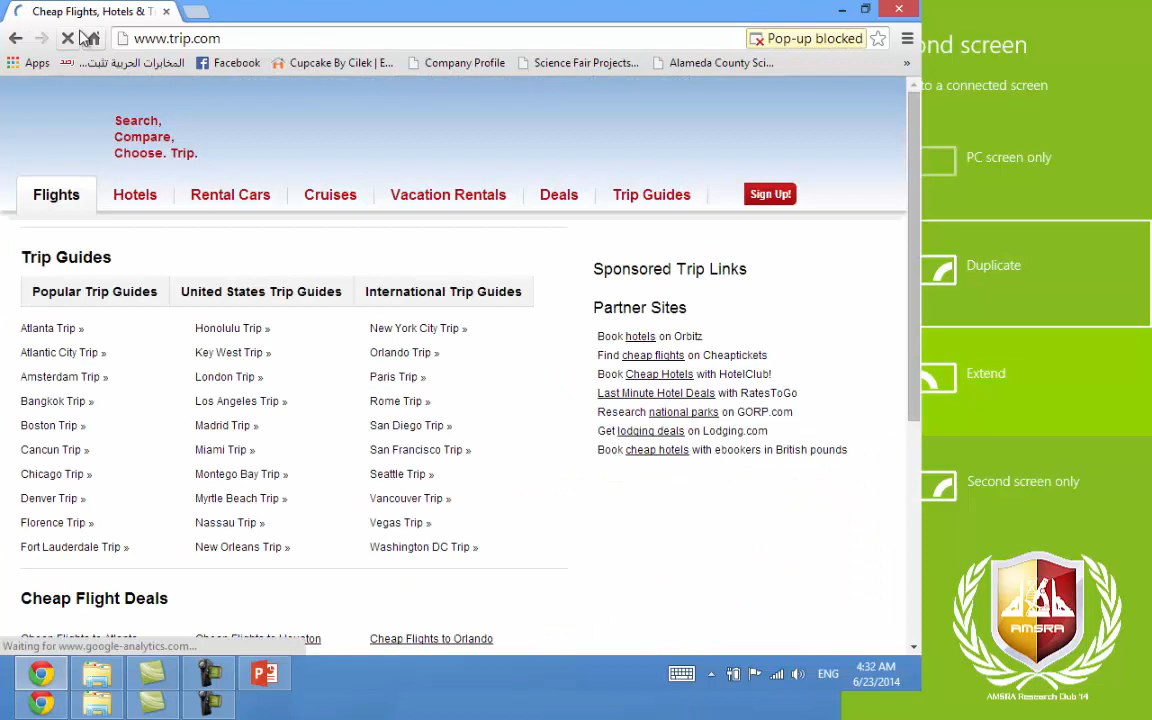 Cheap Flights, Hotels & T
www.trip.com
Pop-up blocked
Apps
المخابرات الحربية تثبت...
رصد
Facebook
Cupcake By Cilek | E...
Company Profile
Science Fair Projects...
Alameda County Sci...
»
Search,
Compare,
Choose. Trip.
Flights
Hotels
Rental Cars
Cruises
Vacation Rentals
Deals
Trip Guides
Sign Up!
Trip Guides
Popular Trip Guides
United States Trip Guides
International Trip Guides
Atlanta Trip »
Honolulu Trip »
New York City Trip »
Atlantic City Trip »
Key West Trip »
Orlando Trip »
Amsterdam Trip »
London Trip »
Paris Trip »
Bangkok Trip »
Los Angeles Trip »
Rome Trip »
Boston Trip »
Madrid Trip »
San Diego Trip »
Cancun Trip »
Miami Trip »
San Francisco Trip »
Chicago Trip »
Montego Bay Trip »
Seattle Trip »
Denver Trip »
Myrtle Beach Trip »
Vancouver Trip »
Florence Trip »
Nassau Trip »
Vegas Trip »
Fort Lauderdale Trip »
New Orleans Trip »
Washington DC Trip »
Sponsored Trip Links
Partner Sites
Book hotels on Orbitz
Find cheap flights on Cheaptickets
Book Cheap Hotels with HotelClub!
Last Minute Hotel Deals with RatesToGo
Research national parks on GORP.com
Get lodging deals on Lodging.com
Book cheap hotels with ebookers in British pounds
Cheap Flight Deals
Cheap Flights to Atlanta
Cheap Flights to Houston
Cheap Flights to Orlando
Waiting for www.google-analytics.com...
ENG
4:32 AM
6/23/2014
ond screen
to a connected screen
PC screen only
Duplicate
Extend
Second screen only
AMSRA
AMSRA Research Club '14